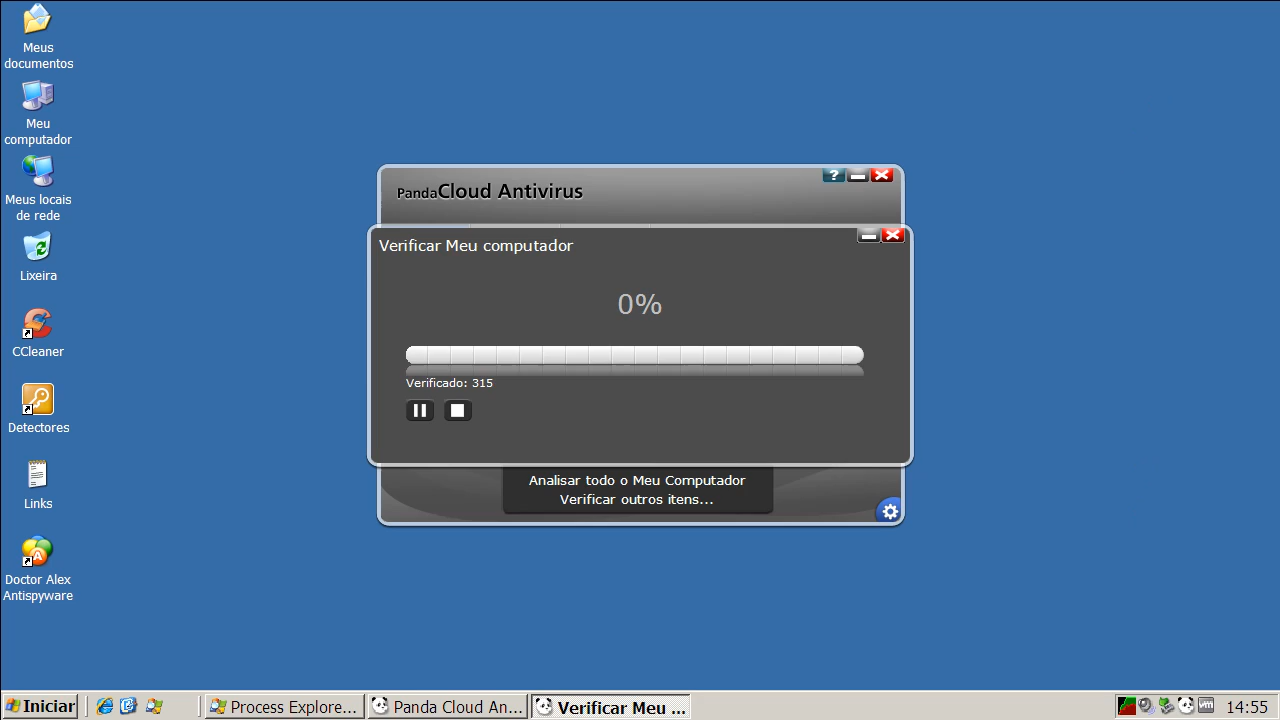 Meus
documentos
Meu
computador
Meus locais
de rede
Lixeira
CCleaner
Detectores
Links
Doctor Alex
Antispyware
PandaCloud Antivirus
?
Verificar Meu computador
0%
Verificado: 315
Analisar todo o Meu Computador
Verificar outros itens...
Iniciar
Process Explore...
Panda Cloud An...
Verificar Meu ...
vm
14:55